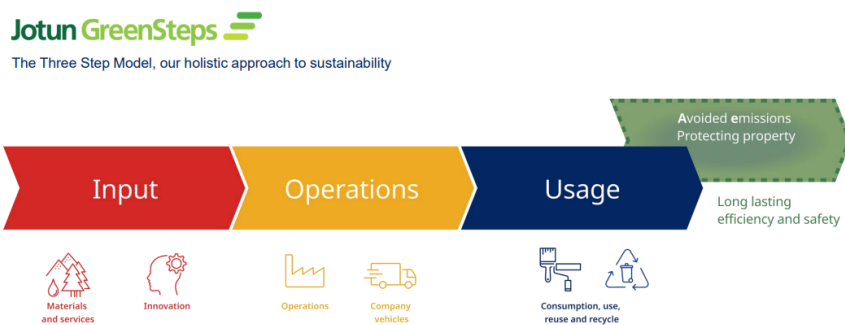 Jotun GreenSteps
The Three Step Model, our holistic approach to sustainability
Avoided emissions
Protecting property
Input
Operations
Usage
Long lasting
efficiency and safety
Materials
and services
Innovation
Operations
Company
vehicles
Consumption, use,
reuse and recycle